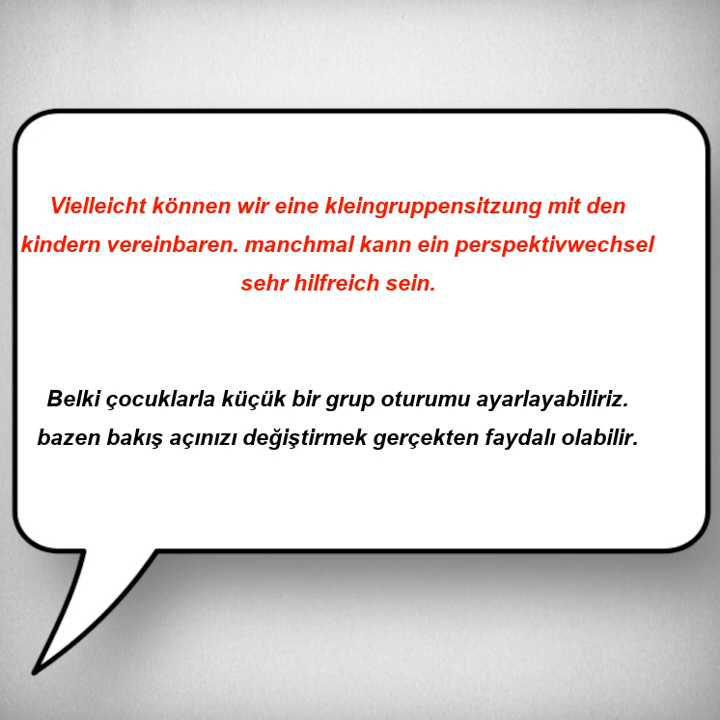 Vielleicht können wir eine kleingruppensitzung mit den
kindern vereinbaren. manchmal kann ein perspektivwechsel
sehr hilfreich sein.
Belki çocuklarla küçük bir grup oturumu ayarlayabiliriz.
bazen bakış açınızı değiştirmek gerçekten faydalı olabilir.